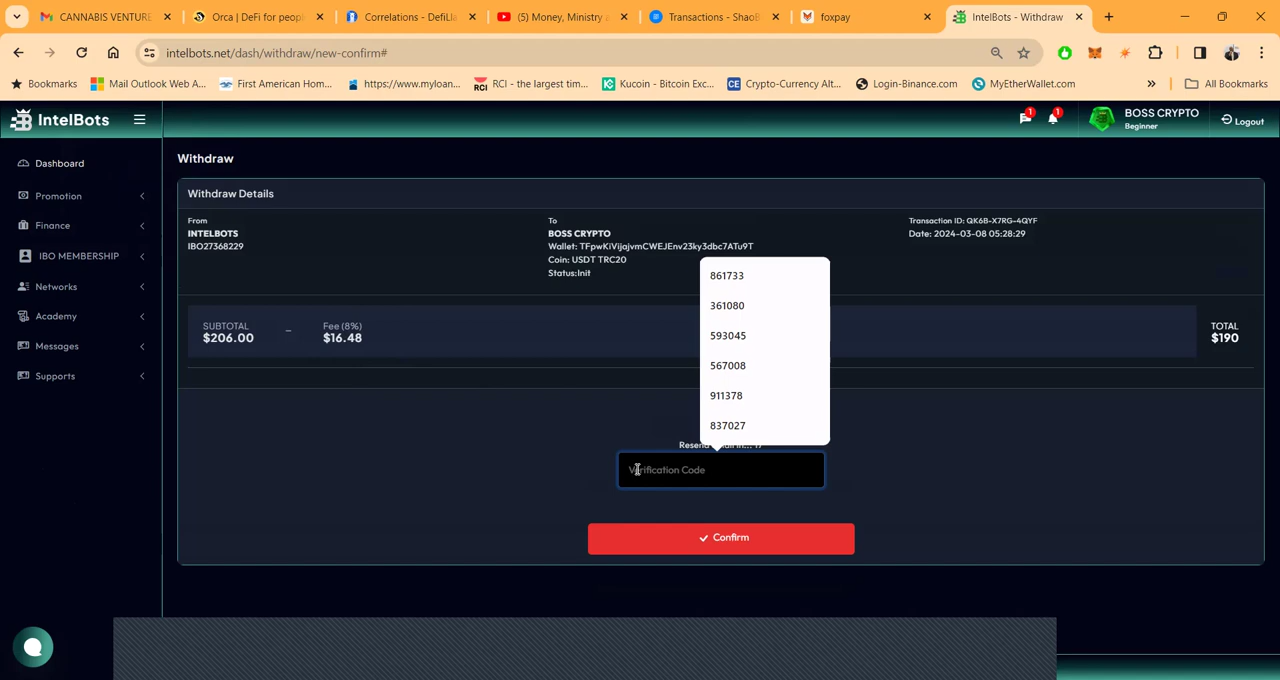 CANNABIS VENTURE
Orca | DeFi for peopl
Correlations - DefiLla
(5) Money, Ministry a
Transactions - ShaoB
foxpay
IntelBots - Withdraw
intelbots.net/dash/withdraw/new-confirm#
Bookmarks
Mail Outlook Web A...
First American Hom...
https://www.myloan...
RCI - the largest tim...
Kucoin - Bitcoin Exc...
Crypto-Currency Alt...
Login-Binance.com
MyEtherWallet.com
All Bookmarks
IntelBots
1
1
BOSS CRYPTO
Beginner
Logout
Dashboard
Promotion
Finance
IBO MEMBERSHIP
Networks
Academy
Messages
Supports
Withdraw
Withdraw Details
From
INTELBOTS
IBO27368229
To
BOSS CRYPTO
Wallet: TFpwKiVijajvmCWEJEnv23ky3dbc7ATu9T
Coin: USDT TRC20
Status:Init
Transaction ID: QK6B-X7RG-4QYF
Date: 2024-03-08 05:28:29
SUBTOTAL
$206.00
–
Fee (8%)
$16.48
TOTAL
$190
861733
361080
593045
567008
911378
837027
Verification Code
Confirm